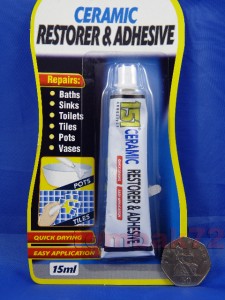 CERAMIC
RESTORER & ADHESIVE
Repairs:
• Baths
• Sinks
• Toilets
• Tiles
• Pots
• Vases
POTS
TILES
QUICK DRYING
EASY APPLICATION
15ml
CERAMIC
RESTORER & ADHESIVE